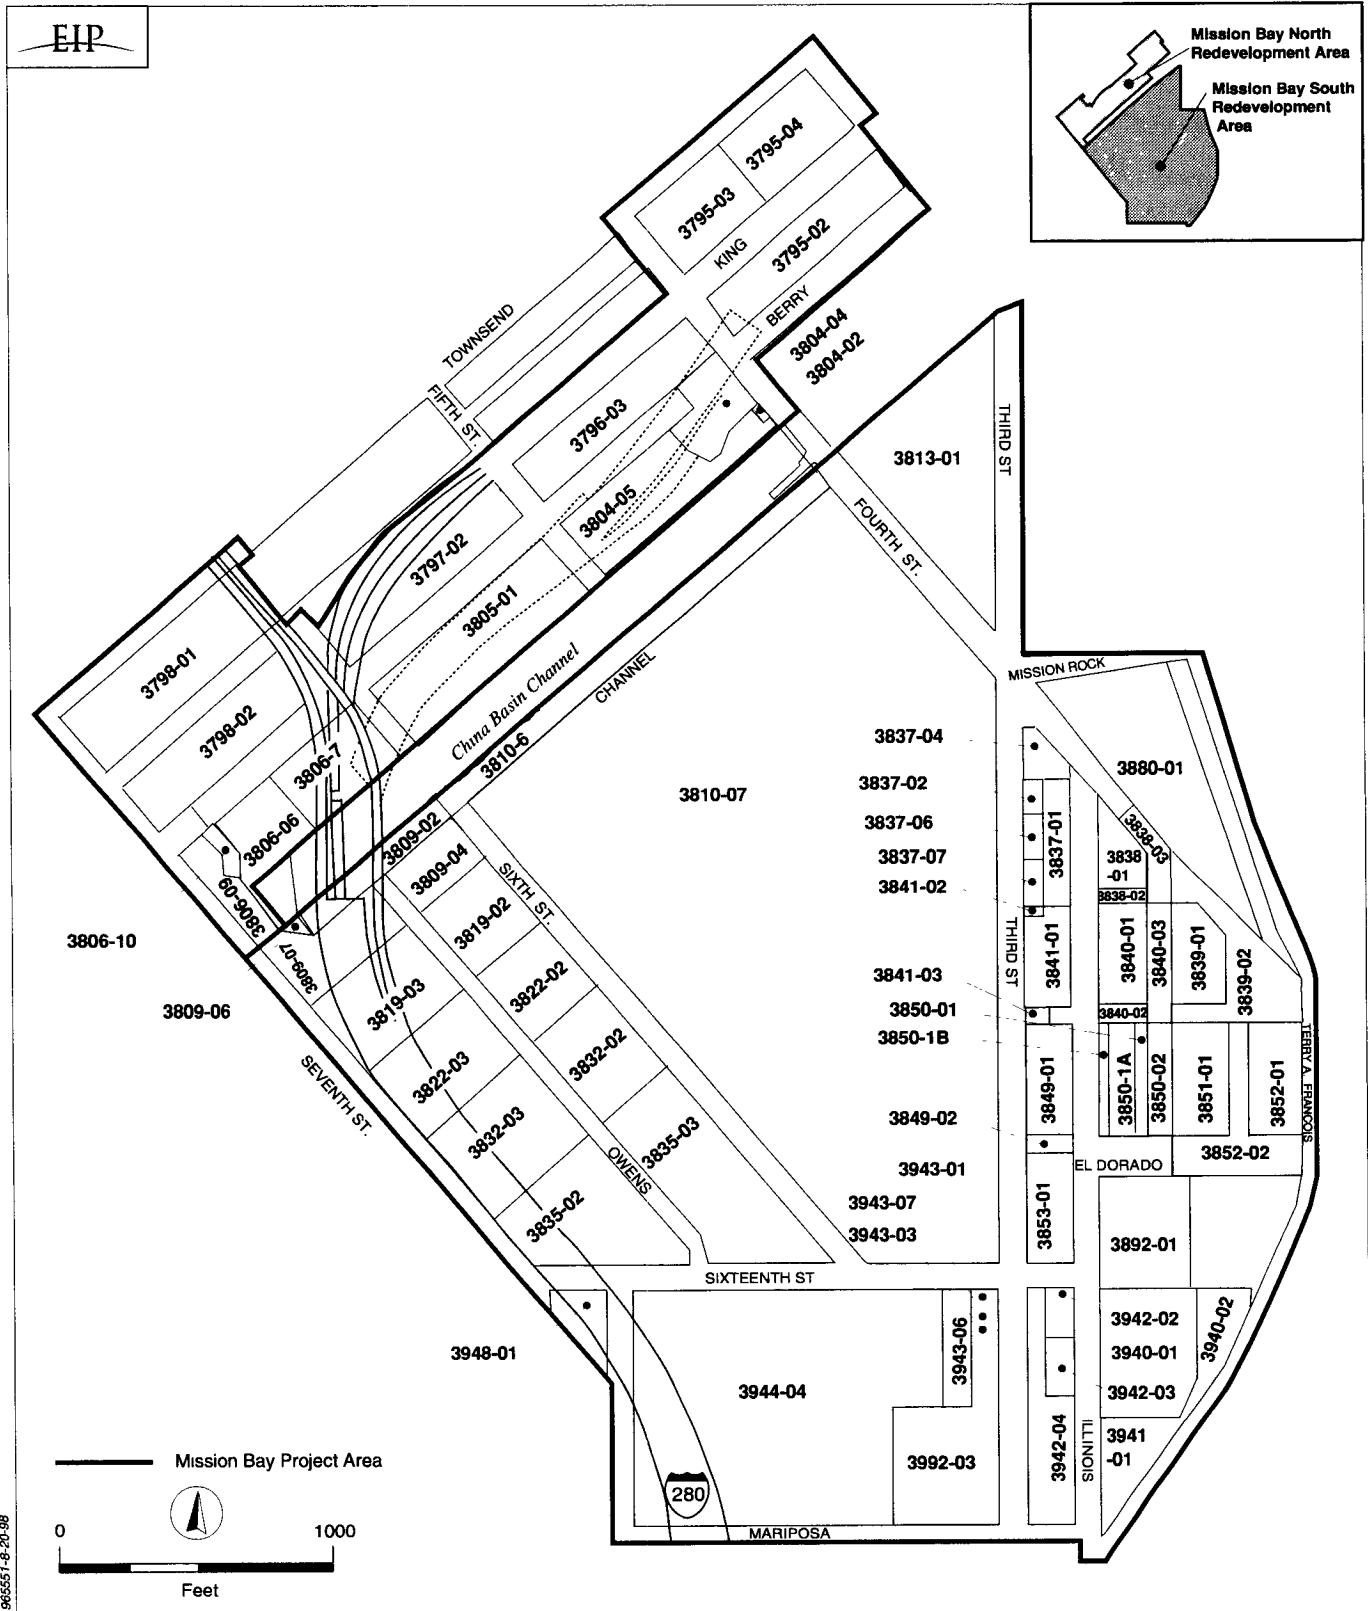 EIP
Mission Bay North
Redevelopment Area
Mission Bay South
Redevelopment
Area
3795-04
3795-03
KING
3795-02
BERRY
3804-04
3804-02
TOWNSEND
FIFTH ST.
3796-03
3804-05
3797-02
3805-01
3813-01
THIRD ST
FOURTH ST.
3798-01
3798-02
3806-7
China Basin Channel
CHANNEL
3810-6
MISSION ROCK
3837-04
3880-01
3810-07
3837-02
3837-06
3837-07
3841-02
3837-01
3838-03
3838
-01
3838-02
3806-06
3809-02
3809-04
3806-09
3806-10
3809-07
SIXTH ST.
3819-02
THIRD ST
3841-01
3840-01
3840-03
3839-01
3839-02
3822-02
3819-03
3809-06
3841-03
3850-01
3850-1B
3840-02
TERRY A. FRANCOIS
3832-02
3822-03
SEVENTH ST.
3849-01
3850-1A
3850-02
3851-01
3852-01
3849-02
3832-03
3835-03
OWENS
3943-01
EL DORADO
3852-02
3943-07
3943-03
3853-01
3835-02
3892-01
SIXTEENTH ST
3948-01
3944-04
3943-06
3942-02
3940-01
3940-02
3942-03
3992-03
3942-04
ILLINOIS
3941
-01
280
MARIPOSA
Mission Bay Project Area
0 1000
Feet
965551-8-20-98